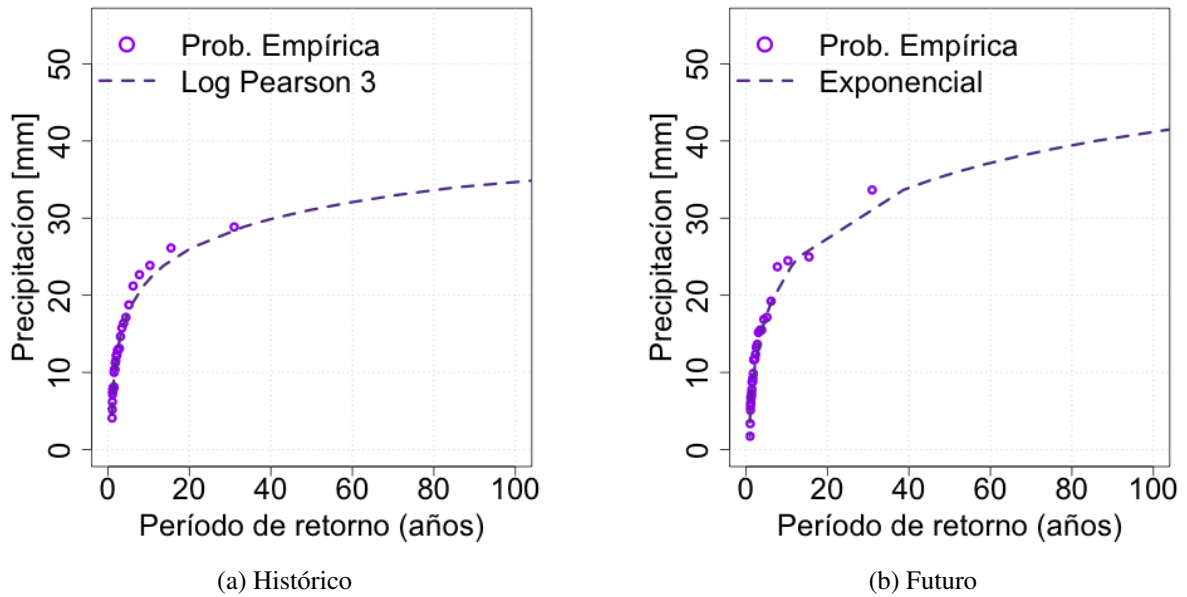 Prob. Empírica
Log Pearson 3
Precipitacíon [mm]
0
10
20
30
40
50
0
20
40
60
80
100
Período de retorno (años)
(a) Histórico
Prob. Empírica
Exponencial
Precipitacíon [mm]
0
10
20
30
40
50
0
20
40
60
80
100
Período de retorno (años)
(b) Futuro